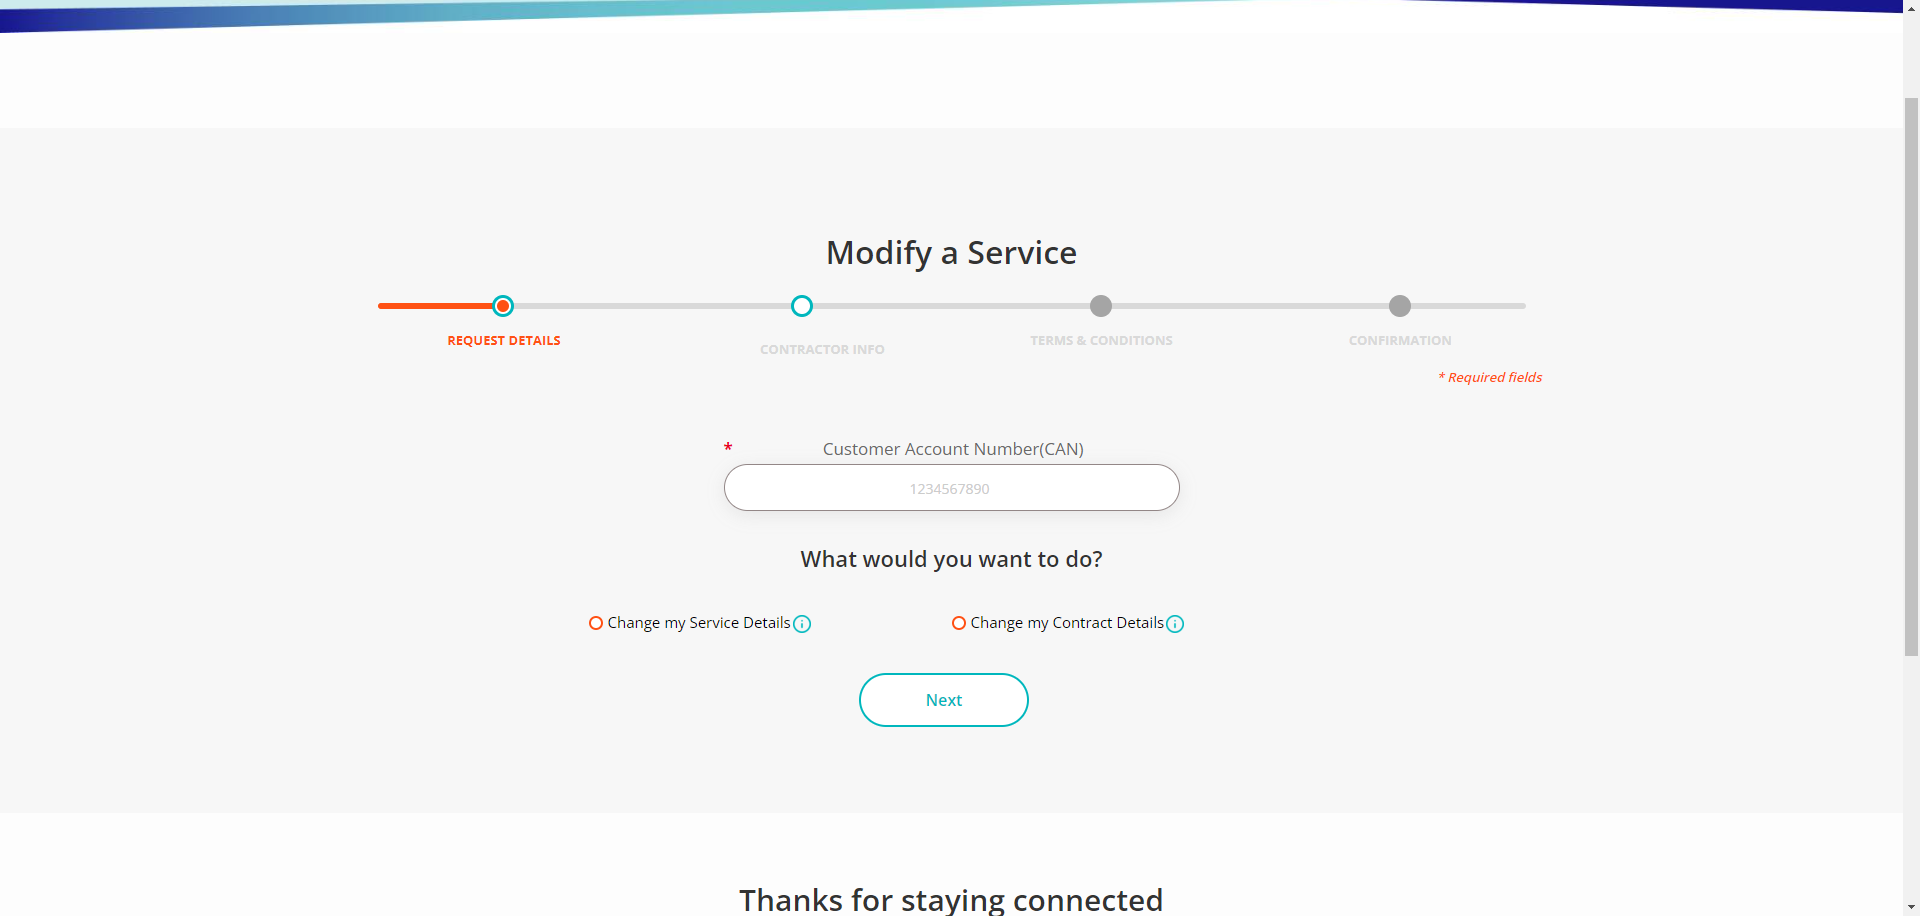 Modify a Service
REQUEST DETAILS
CONTRACTOR INFO
TERMS & CONDITIONS
CONFIRMATION
* Required fields
* Customer Account Number(CAN)
1234567890
What would you want to do?
Change my Service Details
Change my Contract Details
Next
Thanks for staying connected